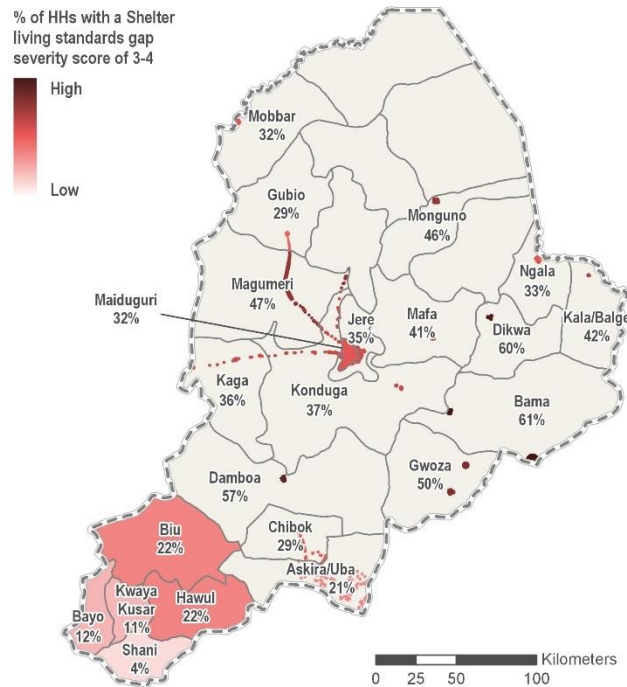 % of HHs with a Shelter
living standards gap
severity score of 3-4
High
Low
Mobbar
32%
Gubio
29%
Monguno
46%
Magumeri
47%
Ngala
33%
Maiduguri
32%
Jere
35%
Mafa
41%
Dikwa
60%
Kala/Balge
42%
Kaga
36%
Konduga
37%
Bama
61%
Damboa
57%
Gwoza
50%
Biu
22%
Chibok
29%
Askira/Uba
21%
Bayo
12%
Kwaya
Kusar
11%
Hawul
22%
Shani
4%
Kilometers
0 25 50 100